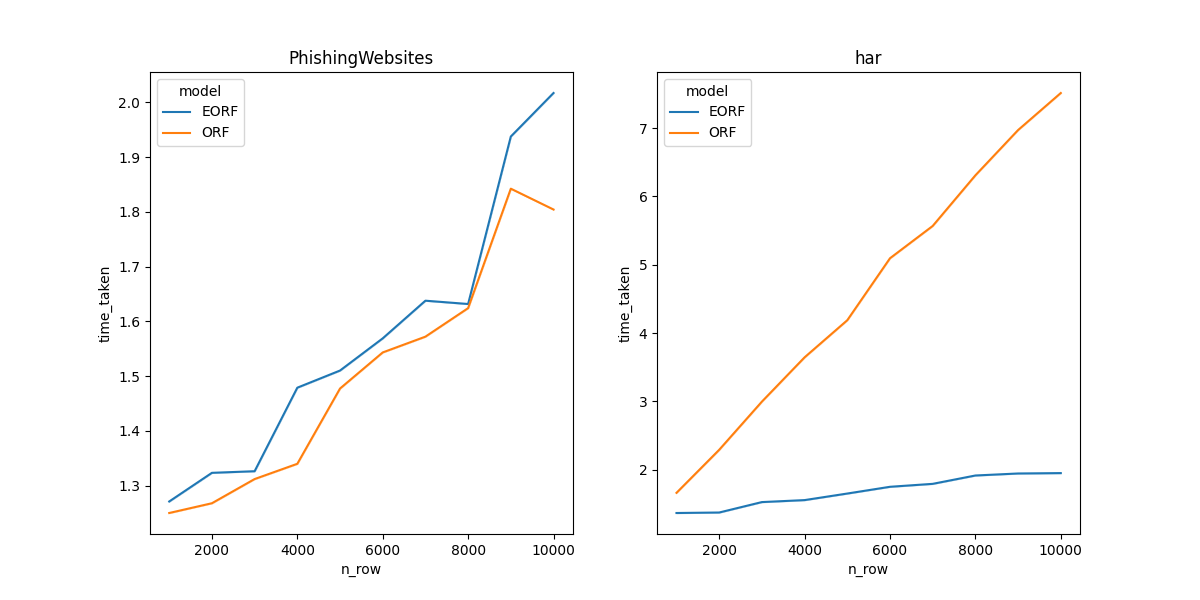 PhishingWebsites
model
EORF
ORF
2.0
1.9
1.8
1.7
1.6
1.5
1.4
1.3
time_taken
2000
4000
6000
8000
10000
n_row
har
model
EORF
ORF
7
6
5
4
3
2
time_taken
2000
4000
6000
8000
10000
n_row